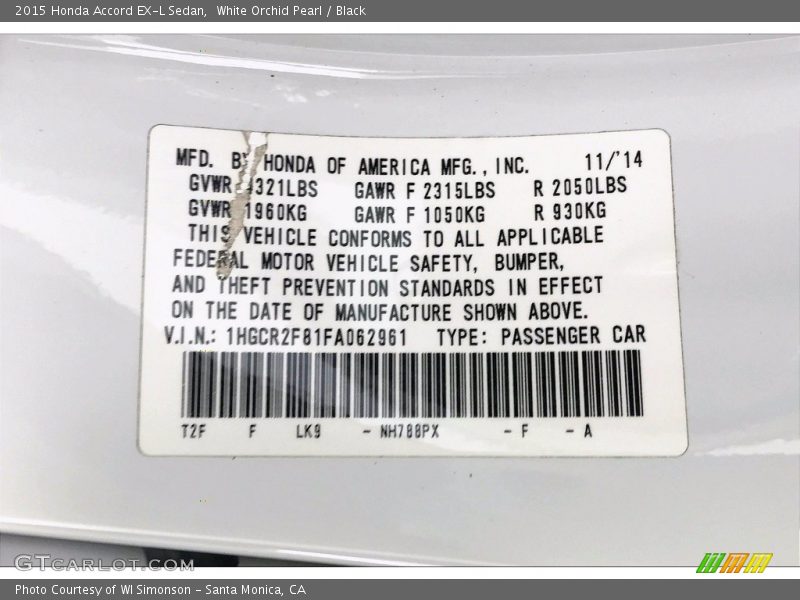 2015 Honda Accord EX-L Sedan, White Orchid Pearl / Black
MFD. BY HONDA OF AMERICA MFG., INC. 11/'14
GVWR 4321LBS GAWR F 2315LBS R 2050LBS
GVWR 1960KG GAWR F 1050KG R 930KG
THIS VEHICLE CONFORMS TO ALL APPLICABLE
FEDERAL MOTOR VEHICLE SAFETY, BUMPER,
AND THEFT PREVENTION STANDARDS IN EFFECT
ON THE DATE OF MANUFACTURE SHOWN ABOVE.
V.I.N.: 1HGCR2F81FA062961 TYPE: PASSENGER CAR
T2F F LK9 - NH788PX - F - A
GTCARLOT.COM
Photo Courtesy of WI Simonson - Santa Monica, CA